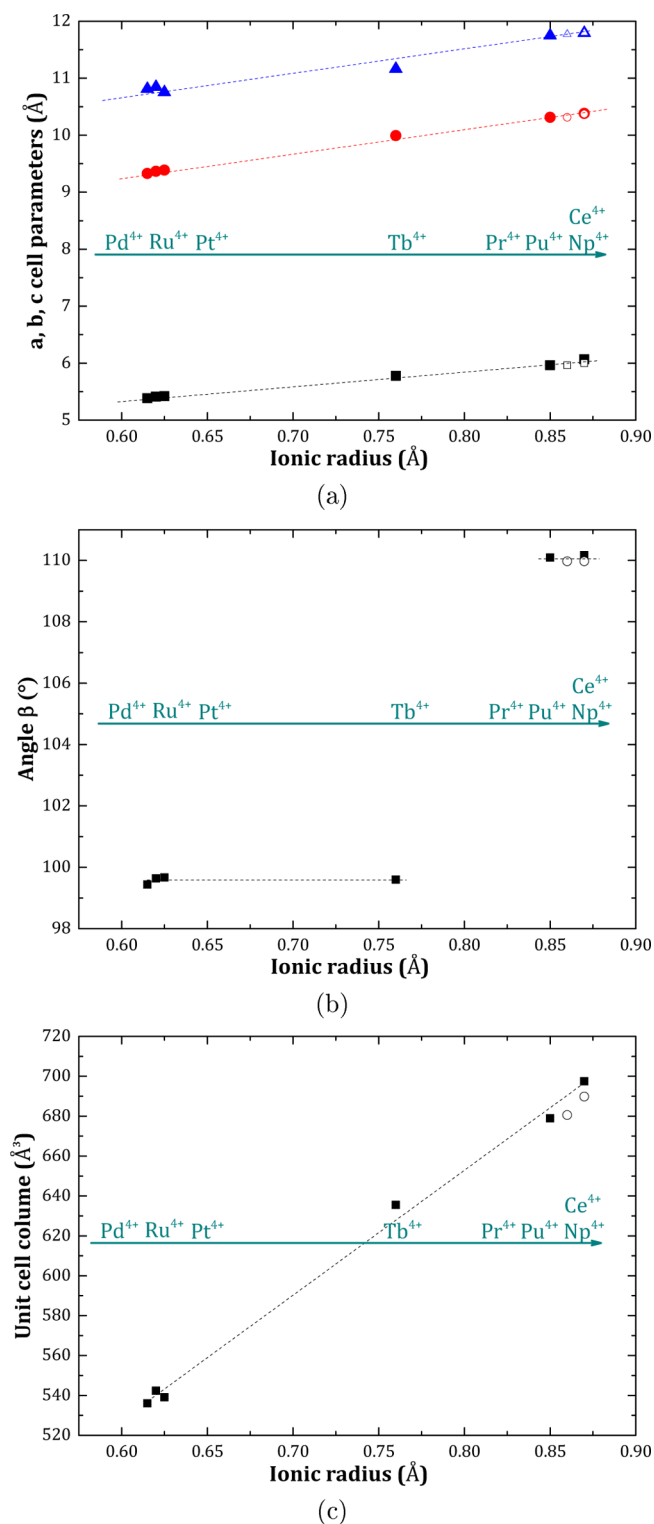 12
11
10
9
8
7
6
5
a, b, c cell parameters (Å)
Ce⁴⁺
Pd⁴⁺ Ru⁴⁺ Pt⁴⁺ Tb⁴⁺ Pr⁴⁺ Pu⁴⁺ Np⁴⁺
0.60 0.65 0.70 0.75 0.80 0.85 0.90
Ionic radius (Å)
(a)
110
108
106
104
102
100
98
Angle β (°)
Ce⁴⁺
Pd⁴⁺ Ru⁴⁺ Pt⁴⁺ Tb⁴⁺ Pr⁴⁺ Pu⁴⁺ Np⁴⁺
0.60 0.65 0.70 0.75 0.80 0.85 0.90
Ionic radius (Å)
(b)
720
700
680
660
640
620
600
580
560
540
520
Unit cell colume (Å³)
Ce⁴⁺
Pd⁴⁺ Ru⁴⁺ Pt⁴⁺ Tb⁴⁺ Pr⁴⁺ Pu⁴⁺ Np⁴⁺
0.60 0.65 0.70 0.75 0.80 0.85 0.90
Ionic radius (Å)
(c)